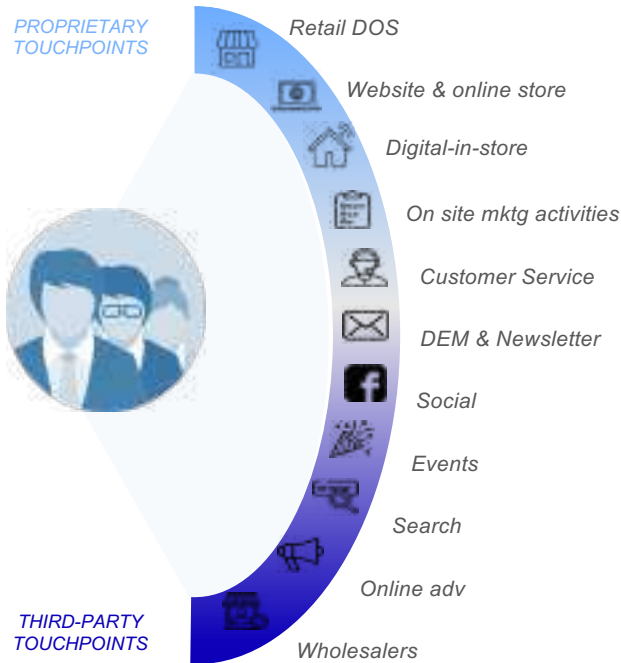 PROPRIETARY
TOUCHPOINTS
Retail DOS
Website & online store
Digital-in-store
On site mktg activities
Customer Service
DEM & Newsletter
Social
Events
Search
Online adv
Wholesalers
THIRD-PARTY
TOUCHPOINTS